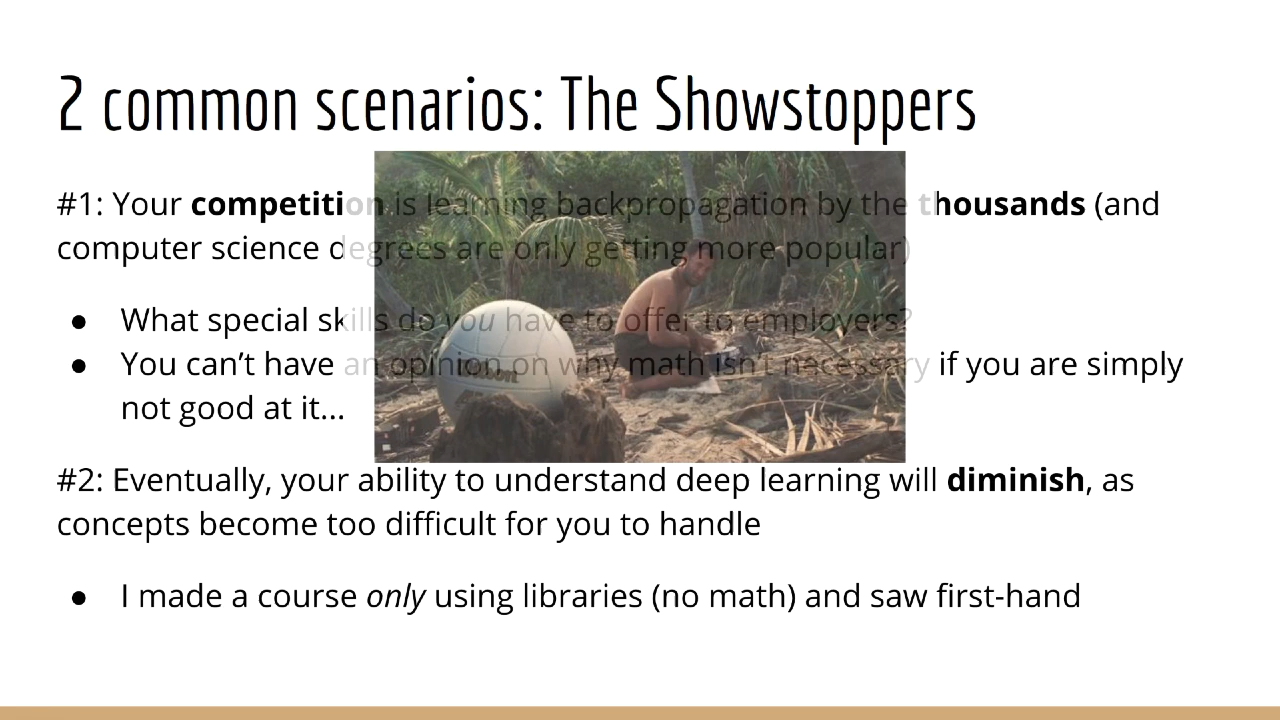 2 common scenarios: The Showstoppers
#1: Your competition is learning backpropagation by the thousands (and
computer science degrees are only getting more popular)
● What special skills do you have to offer to employers?
● You can’t have an opinion on why math isn’t necessary if you are simply
not good at it...
#2: Eventually, your ability to understand deep learning will diminish, as
concepts become too difficult for you to handle
● I made a course only using libraries (no math) and saw first-hand